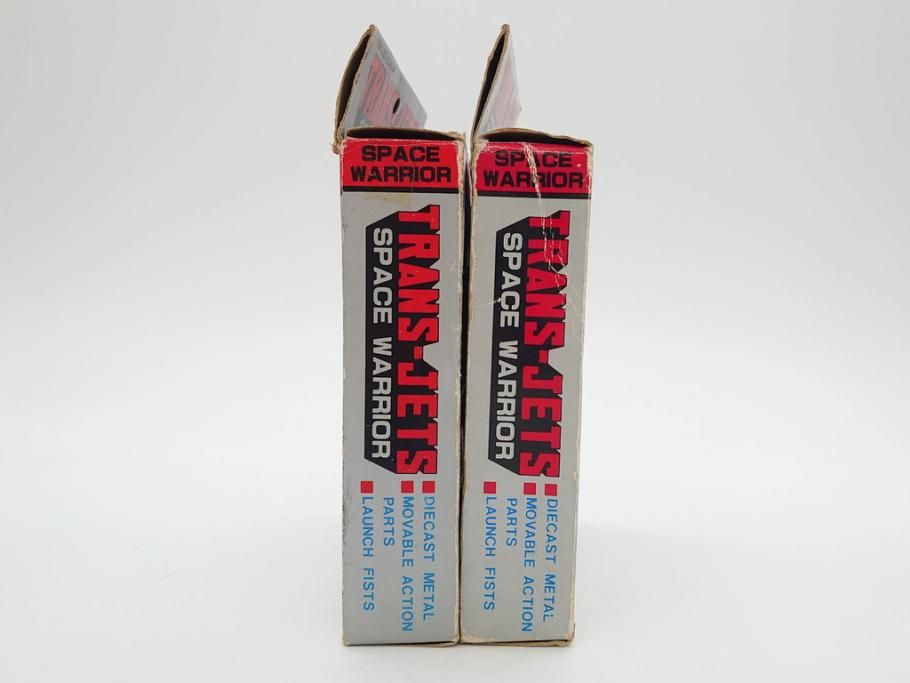 SPACE
WARRIOR
TRANS-JETS
SPACE WARRIOR
DIECAST METAL
MOVABLE ACTION
PARTS
LAUNCH FISTS
SPACE
WARRIOR
TRANS-JETS
SPACE WARRIOR
DIECAST METAL
MOVABLE ACTION
PARTS
LAUNCH FISTS